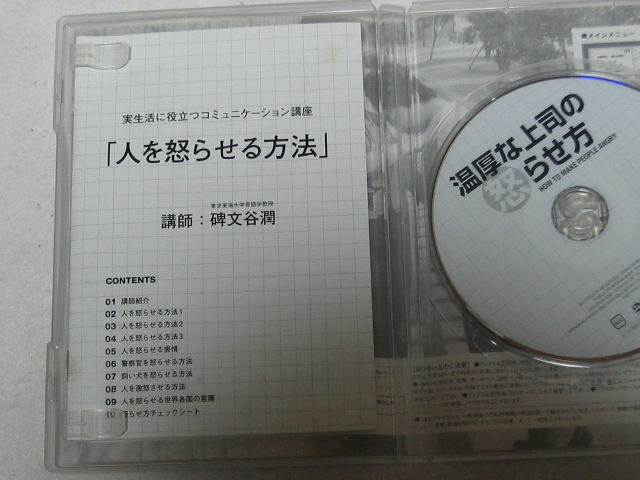 実生活に役立つコミュニケーション講座
「人を怒らせる方法」
東京東海大学言語学教授
講師：碑文谷潤
CONTENTS
01 講師紹介
02 人を怒らせる方法1
03 人を怒らせる方法2
04 人を怒らせる方法3
05 人を怒らせる表情
06 警察官を怒らせる方法
07 飼い犬を怒らせる方法
08 人を激怒させる方法
09 人を怒らせる世界各国の言葉
10 怒らせ方チェックシート
■メインメニュー
温厚な上司の
怒らせ方
HOW TO MAKE PEOPLE ANGRY